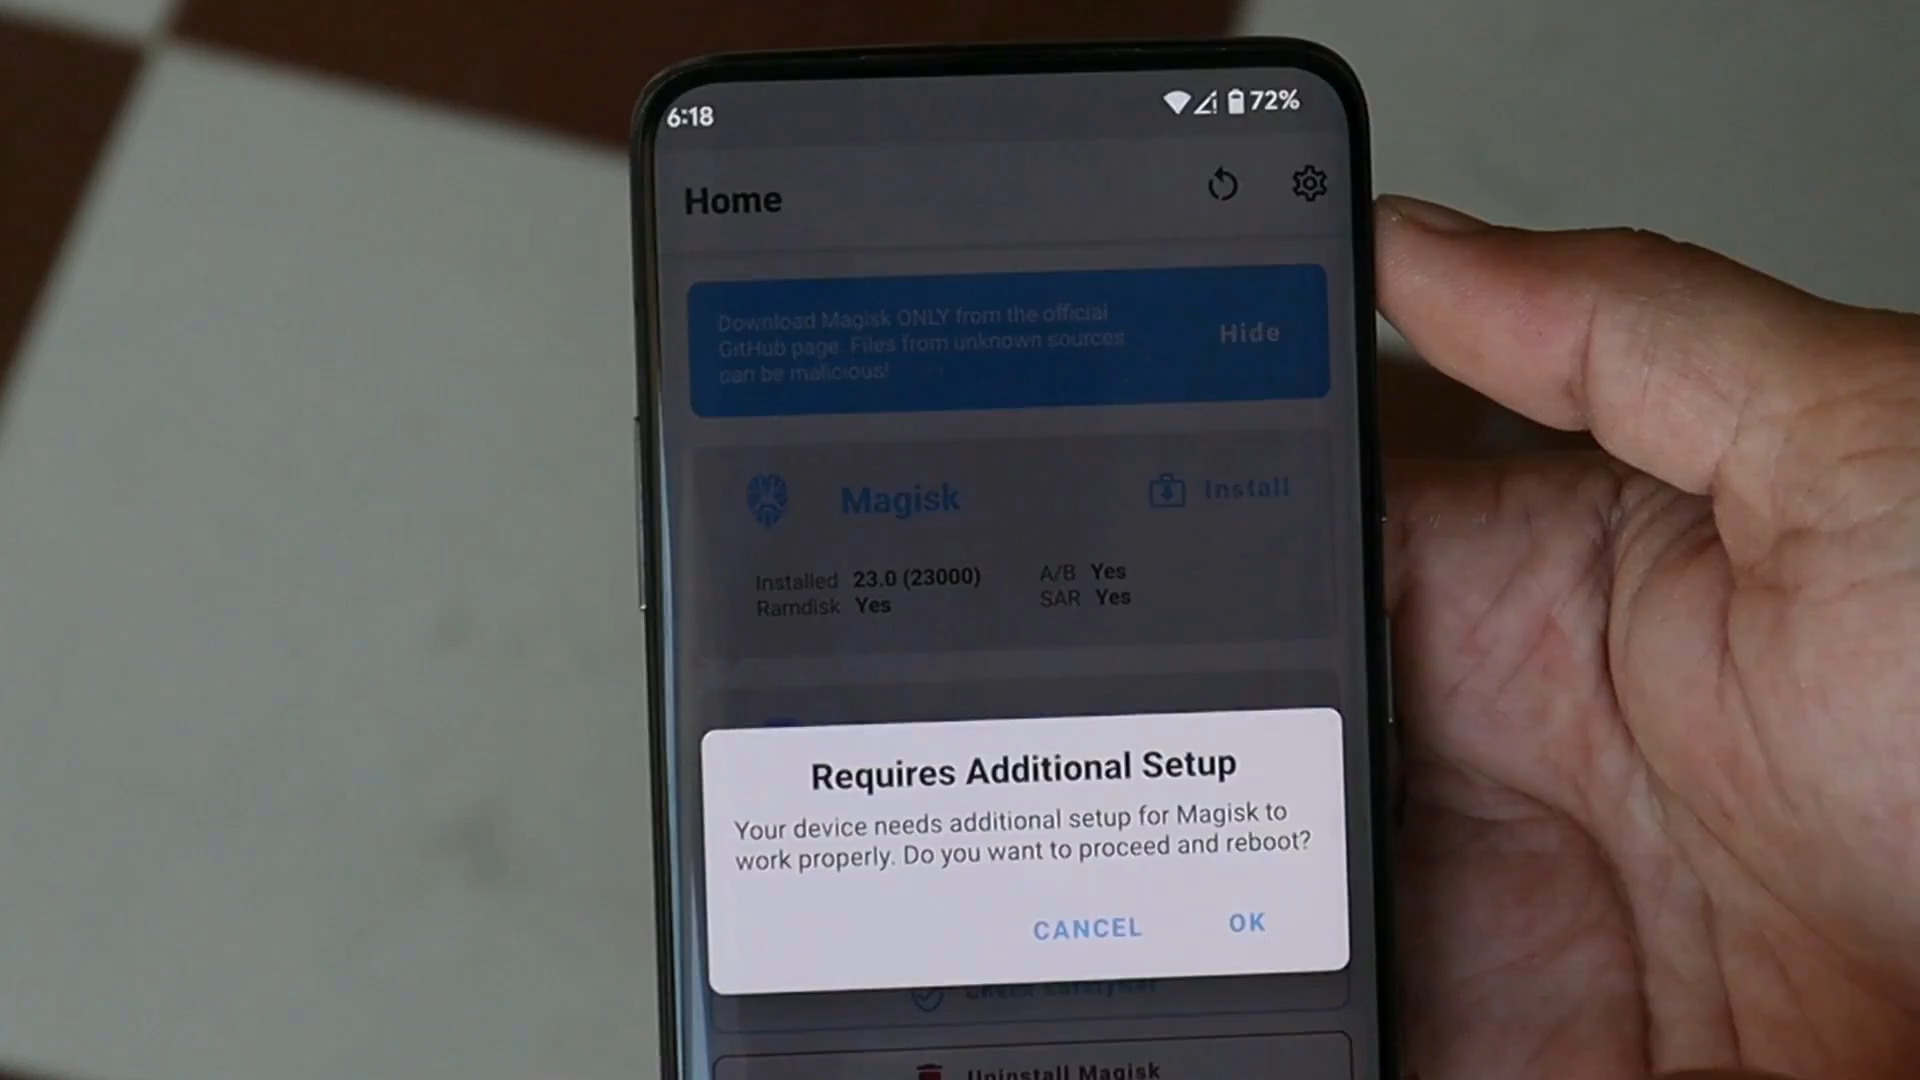 6:18
72%
Home
Download Magisk ONLY from the official
GitHub page. Files from unknown sources
can be malicious!
Hide
Magisk
Install
Installed 23.0 (23000)
A/B Yes
Ramdisk Yes
SAR Yes
Requires Additional Setup
Your device needs additional setup for Magisk to
work properly. Do you want to proceed and reboot?
CANCEL
OK
Uninstall Magisk